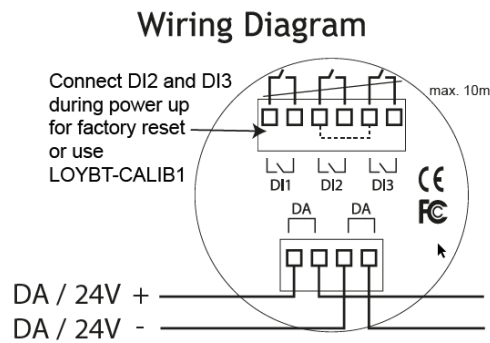 Wiring Diagram
Connect DI2 and DI3
during power up
for factory reset
or use
LOYBT-CALIB1
max. 10m
DI1 DI2 DI3
CE
FC
DA DA
DA / 24V +
DA / 24V -